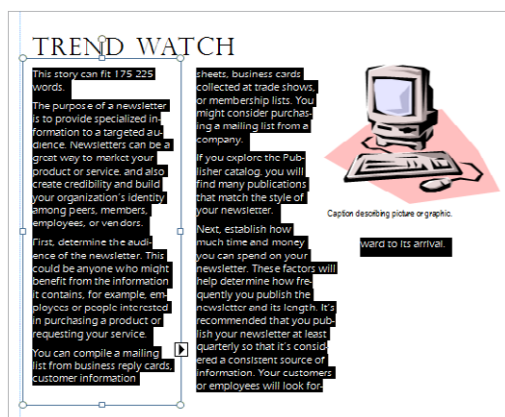 TREND WATCH
This story can fit 175 225
words.
The purpose of a newsletter
is to provide specialized in-
formation to a targeted au-
dience. Newsletters can be a
great way to market your
product or service. and also
create credibility and build
your organization's identity
among peers, members,
employees, or vendors.
First, determine the audi-
ence of the newsletter. This
could be anyone who might
benefit from the information
it contains, for example, em-
ployees or people interested
in purchasing a product or
requesting your service.
You can compile a mailing
list from business reply cards,
customer information
sheets, business cards
collected at trade shows,
or membership lists. You
might consider purchas-
ing a mailing list from a
company.
If you explore the Pub-
lisher catalog, you will
find many publications
that match the style of
your newsletter.
Next, establish how
much time and money
you can spend on your
newsletter. These factors will
help determine how fre-
quently you publish the
newsletter and its length. It's
recommended that you pub-
lish your newsletter at least
quarterly so that it's consid-
ered a consistent source of
information. Your customers
or employees will look for-
Caption describing picture or graphic.
ward to its arrival.